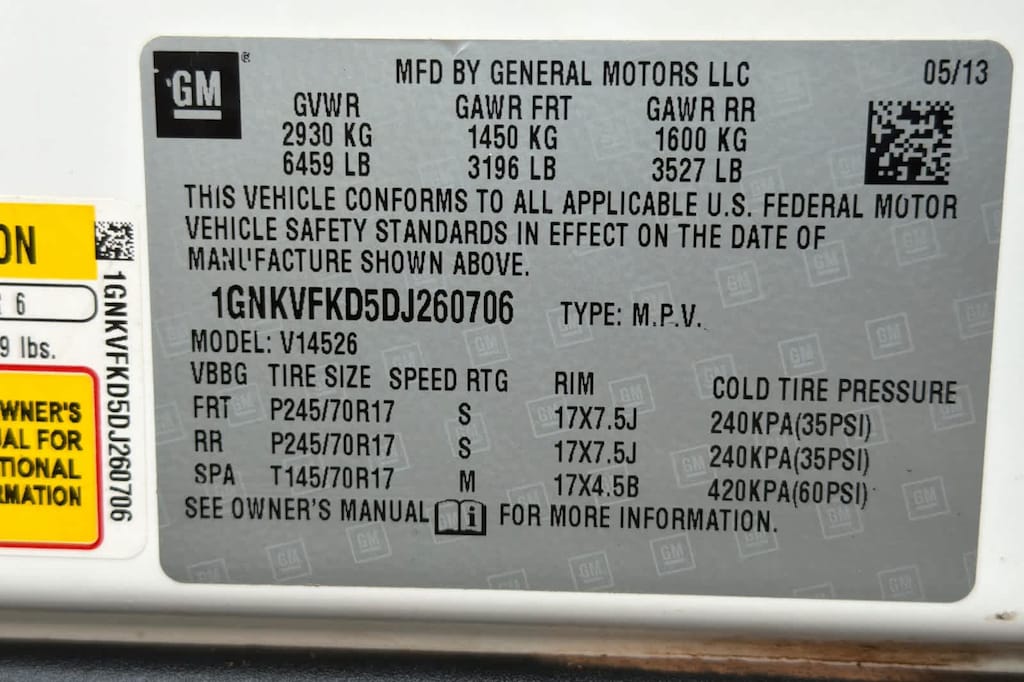 GM
MFD BY GENERAL MOTORS LLC 05/13
GVWR GAWR FRT GAWR RR
2930 KG 1450 KG 1600 KG
6459 LB 3196 LB 3527 LB
THIS VEHICLE CONFORMS TO ALL APPLICABLE U.S. FEDERAL MOTOR
VEHICLE SAFETY STANDARDS IN EFFECT ON THE DATE OF
MANUFACTURE SHOWN ABOVE.
1GNKVFKD5DJ260706 TYPE: M.P.V.
MODEL: V14526
VBBG TIRE SIZE SPEED RTG RIM COLD TIRE PRESSURE
FRT P245/70R17 S 17X7.5J 240KPA(35PSI)
RR P245/70R17 S 17X7.5J 240KPA(35PSI)
SPA T145/70R17 M 17X4.5B 420KPA(60PSI)
SEE OWNER'S MANUAL i FOR MORE INFORMATION.
ON
6
9 lbs.
WNER'S
AL FOR
TIONAL
RMATION
1GNKVFKD5DJ260706